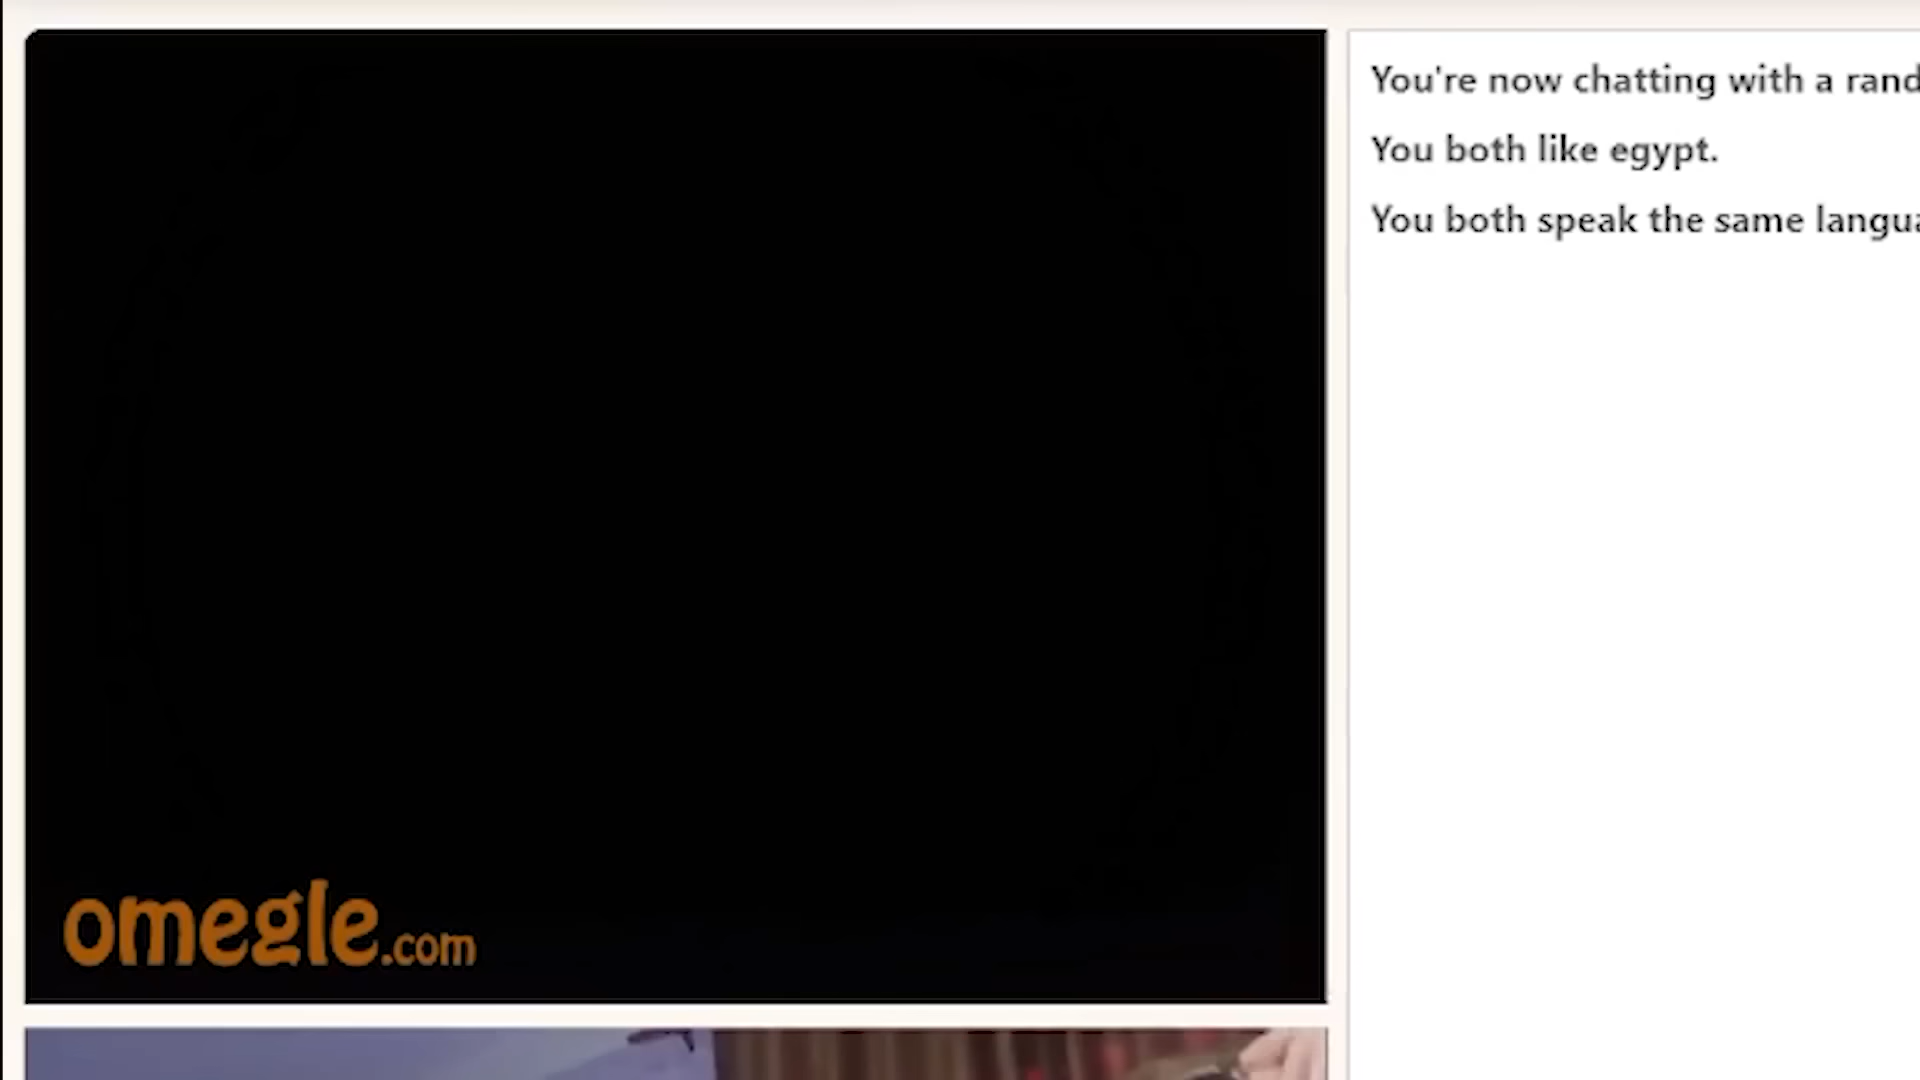 You're now chatting with a
You both like egypt.
You both speak the same
omegle.com